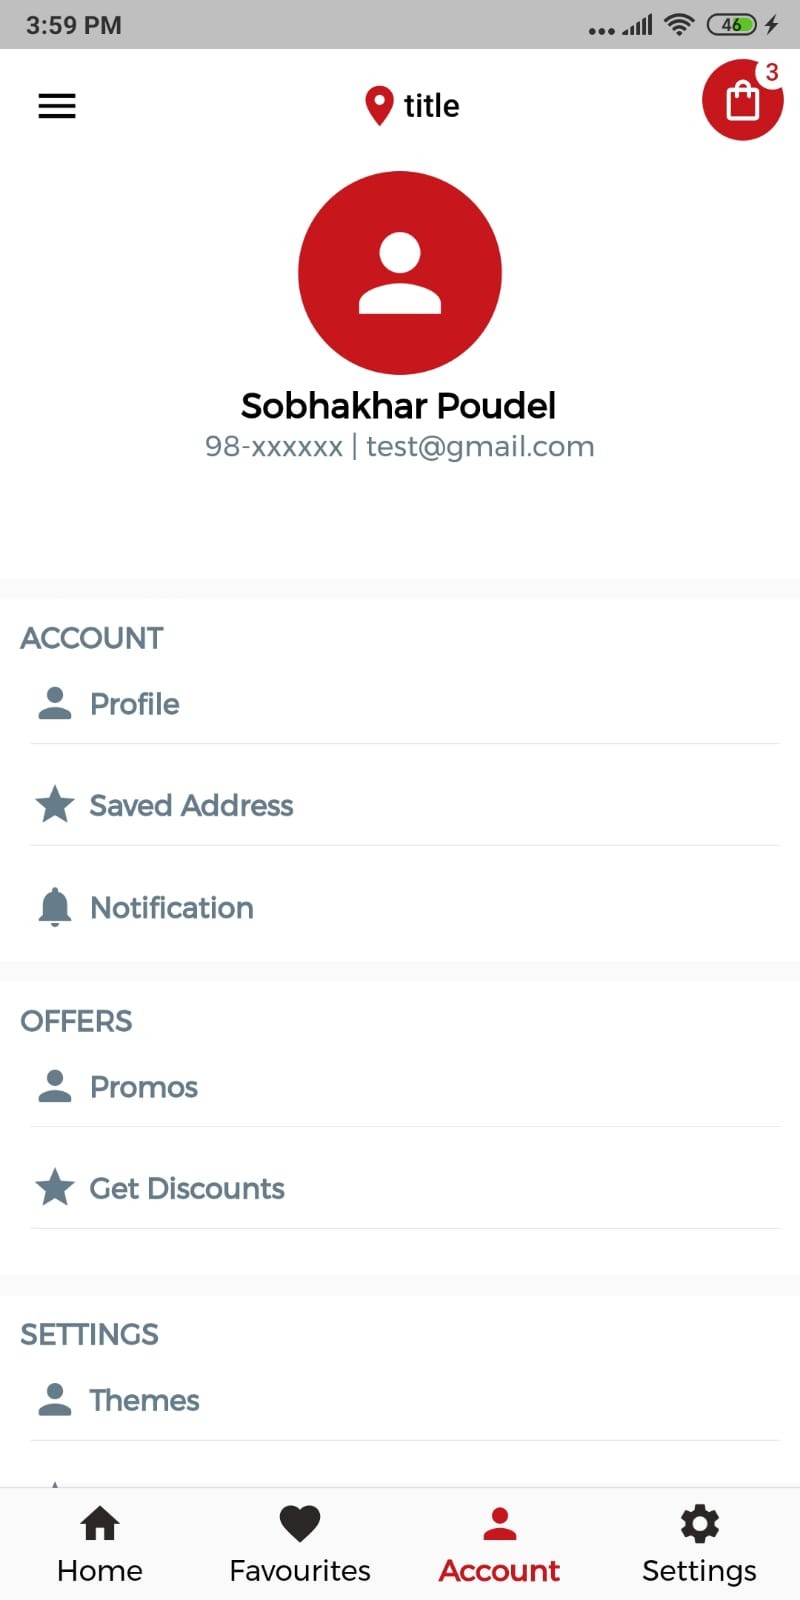 3:59 PM
46
title
3
Sobhakhar Poudel
98-xxxxxx | test@gmail.com
ACCOUNT
Profile
Saved Address
Notification
OFFERS
Promos
Get Discounts
SETTINGS
Themes
Home Favourites Account Settings